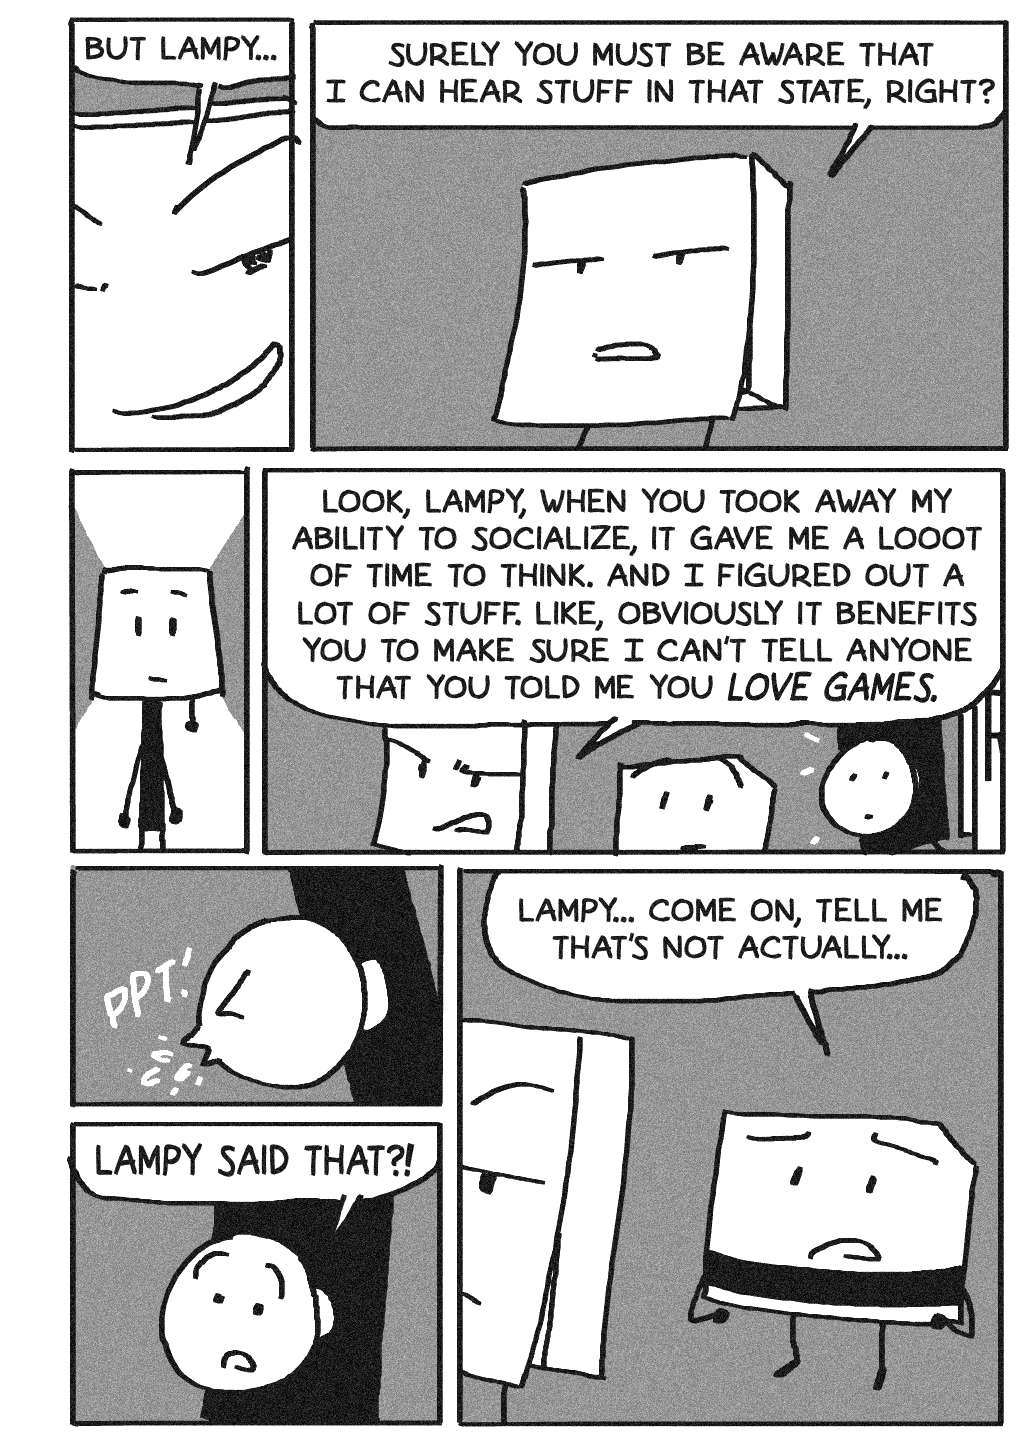 BUT LAMPY...
SURELY YOU MUST BE AWARE THAT
I CAN HEAR STUFF IN THAT STATE, RIGHT?
LOOK, LAMPY, WHEN YOU TOOK AWAY MY
ABILITY TO SOCIALIZE, IT GAVE ME A LOOOT
OF TIME TO THINK. AND I FIGURED OUT A
LOT OF STUFF. LIKE, OBVIOUSLY IT BENEFITS
YOU TO MAKE SURE I CAN'T TELL ANYONE
THAT YOU TOLD ME YOU LOVE GAMES.
PPT!
LAMPY SAID THAT?!
LAMPY... COME ON, TELL ME
THAT'S NOT ACTUALLY...